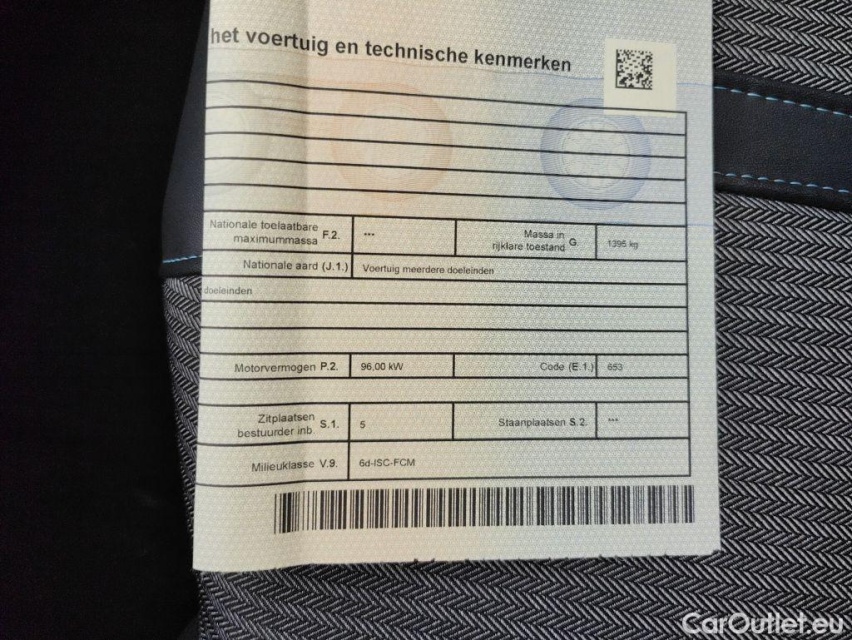 het voertuig en technische kenmerken
Nationale toelaatbare
maximummassa F.2. *** Massa in
rijklare toestand G. 1395 kg
Nationale aard (J.1.) Voertuig meerdere doeleinden
doeleinden
Motorvermogen P.2. 96,00 kW Code (E.1.) 653
Zitplaatsen
bestuurder inb. S.1. 5 Staanplaatsen S.2. ***
Milieuklasse V.9. 6d-ISC-FCM
CarOutlet.eu